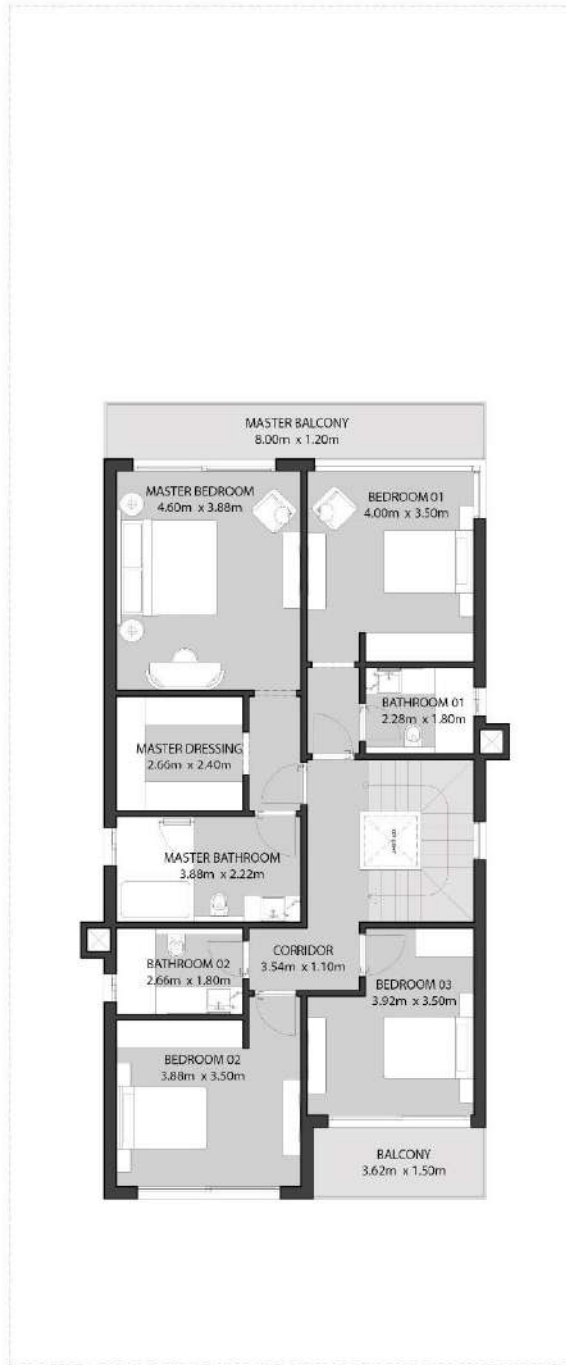 MASTER BALCONY
8.00m x 1.20m
MASTER BEDROOM
4.60m x 3.88m
BEDROOM 01
4.00m x 3.50m
BATHROOM 01
2.28m x 1.80m
MASTER DRESSING
2.66m x 2.40m
SKY LIGHT
MASTER BATHROOM
3.88m x 2.22m
CORRIDOR
3.54m x 1.10m
BATHROOM 02
2.66m x 1.80m
BEDROOM 03
3.92m x 3.50m
BEDROOM 02
3.88m x 3.50m
BALCONY
3.62m x 1.50m